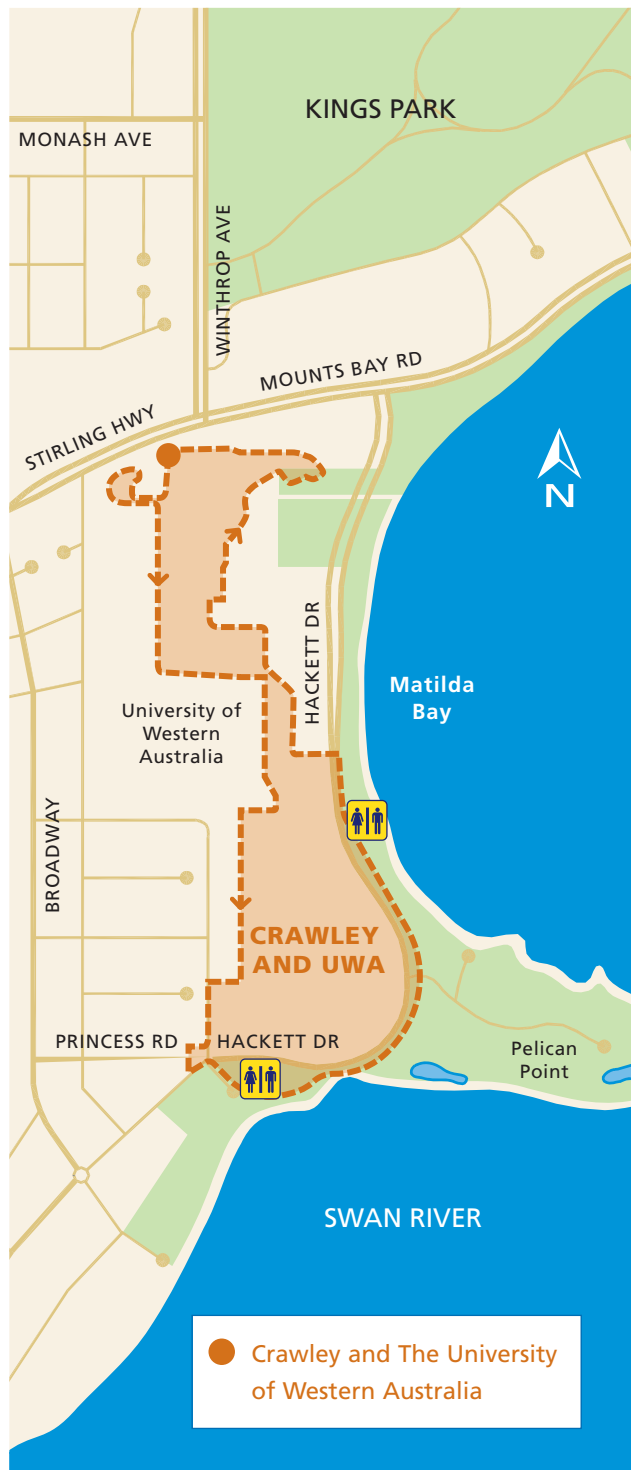 KINGS PARK
MONASH AVE
WINTHROP AVE
MOUNTS BAY RD
STIRLING HWY
N
HACKETT DR
Matilda
Bay
University of
Western
Australia
BROADWAY
CRAWLEY
AND UWA
PRINCESS RD
HACKETT DR
Pelican
Point
SWAN RIVER
Crawley and The University
of Western Australia